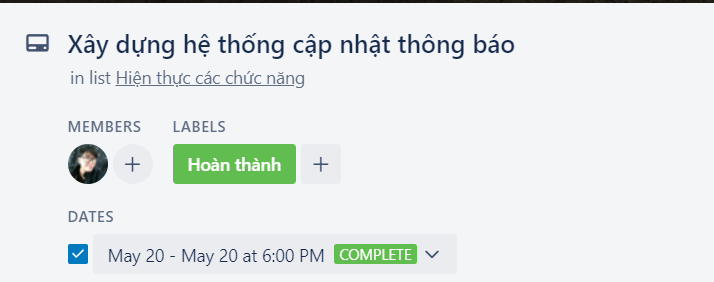 Xây dựng hệ thống cập nhật thông báo
in list Hiện thực các chức năng
MEMBERS LABELS
Hoàn thành
DATES
May 20 - May 20 at 6:00 PM COMPLETE